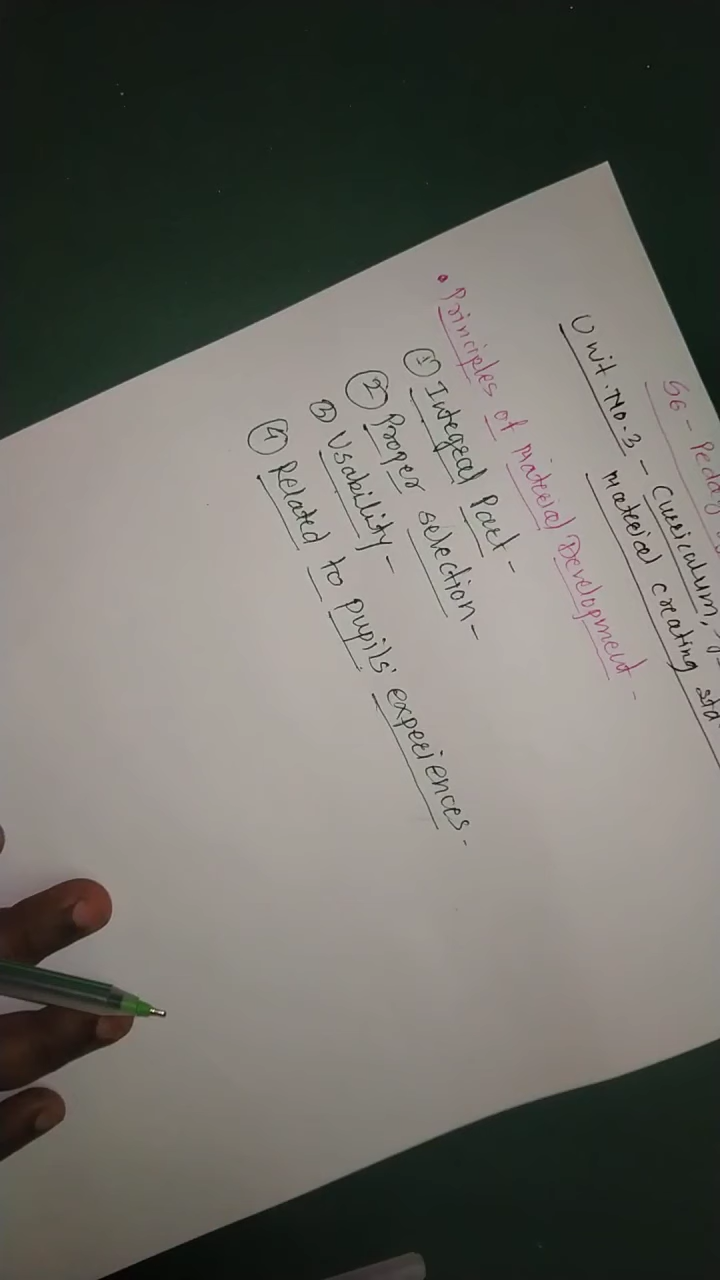 S6 -
Unit. No. 3 - Curriculum,
material creating
• Principles of material Development -
① Integral Part -
② Proper selection -
③ Usability -
④ Related to pupils' experiences -